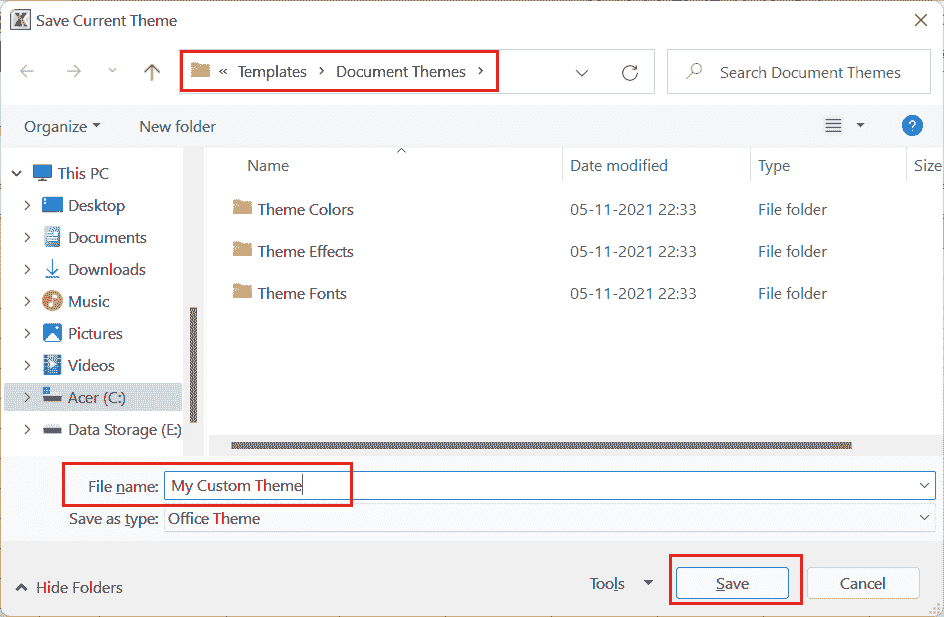 Save Current Theme
« Templates > Document Themes >
Search Document Themes
Organize New folder ?
Name Date modified Type Size
This PC
Desktop
Documents
Downloads
Music
Pictures
Videos
Acer (C:)
Data Storage (E:)
Theme Colors 05-11-2021 22:33 File folder
Theme Effects 05-11-2021 22:33 File folder
Theme Fonts 05-11-2021 22:33 File folder
File name: My Custom Theme
Save as type: Office Theme
Hide Folders Tools Save Cancel